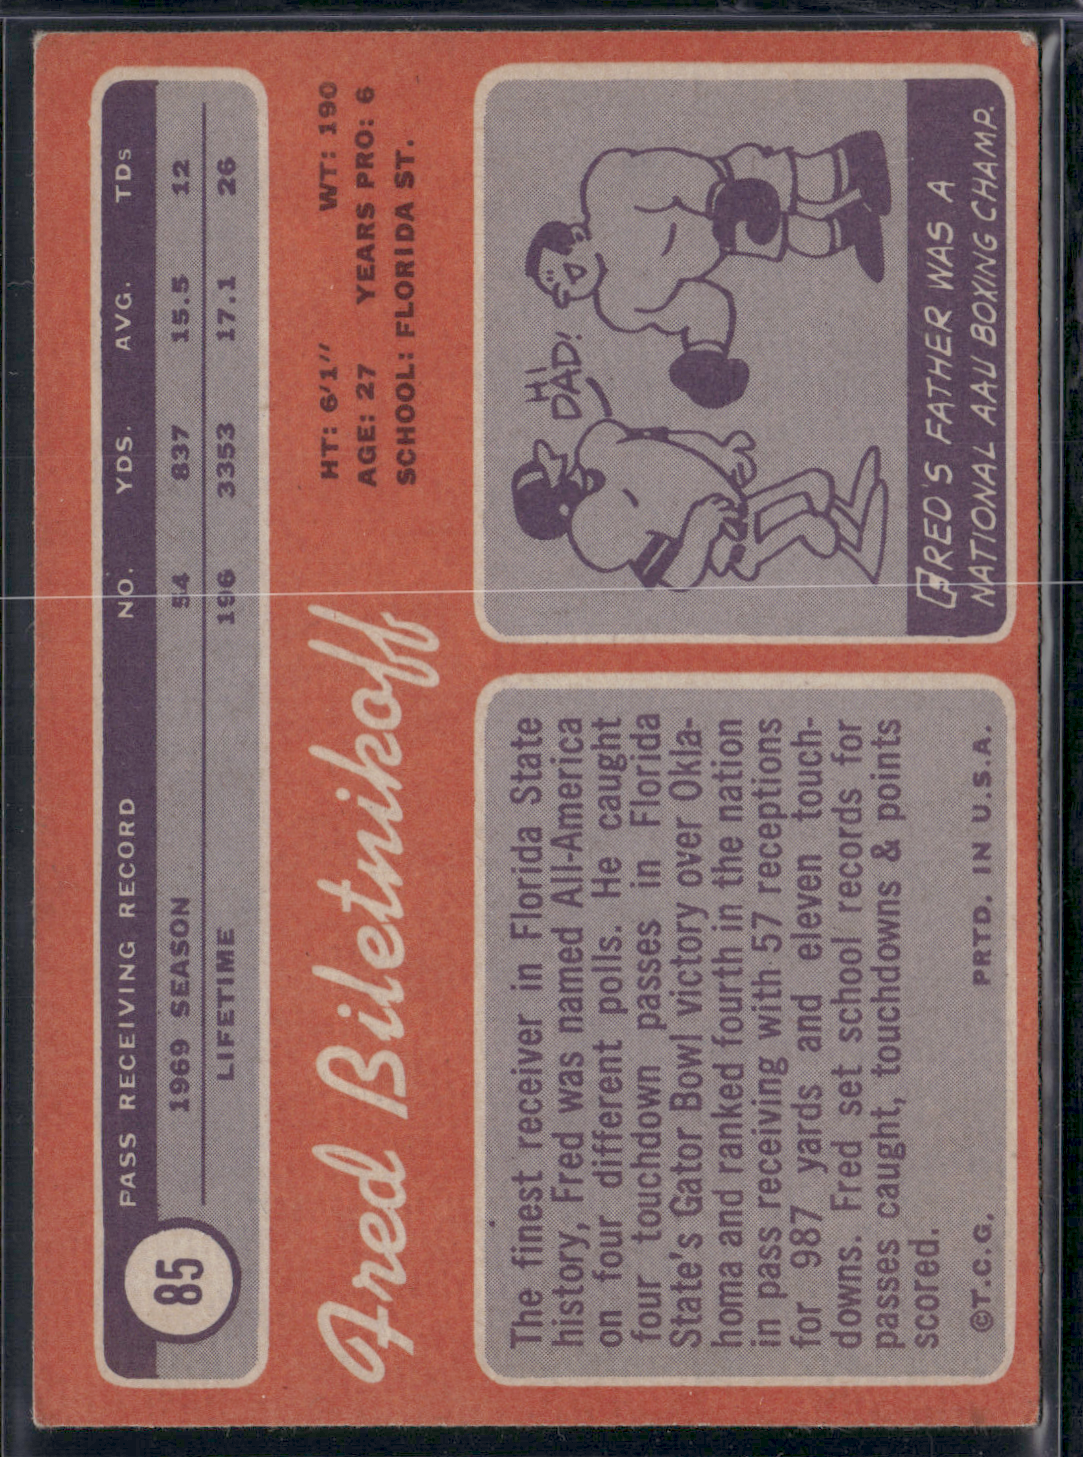 85
PASS RECEIVING RECORD NO. YDS. AVG. TDs
1969 SEASON 54 837 15.5 12
LIFETIME 196 3353 17.1 26
Fred Biletnikoff
HT: 6'1" WT: 190
AGE: 27 YEARS PRO: 6
SCHOOL: FLORIDA ST.
The finest receiver in Florida State
history, Fred was named All-America
on four different polls. He caught
four touchdown passes in Florida
State's Gator Bowl victory over Okla-
homa and ranked fourth in the nation
in pass receiving with 57 receptions
for 987 yards and eleven touch-
downs. Fred set school records for
passes caught, touchdowns & points
scored.
©T.C.G. PRTD. IN U.S.A.
HI
DAD!
FRED'S FATHER WAS A
NATIONAL AAU BOXING CHAMP.